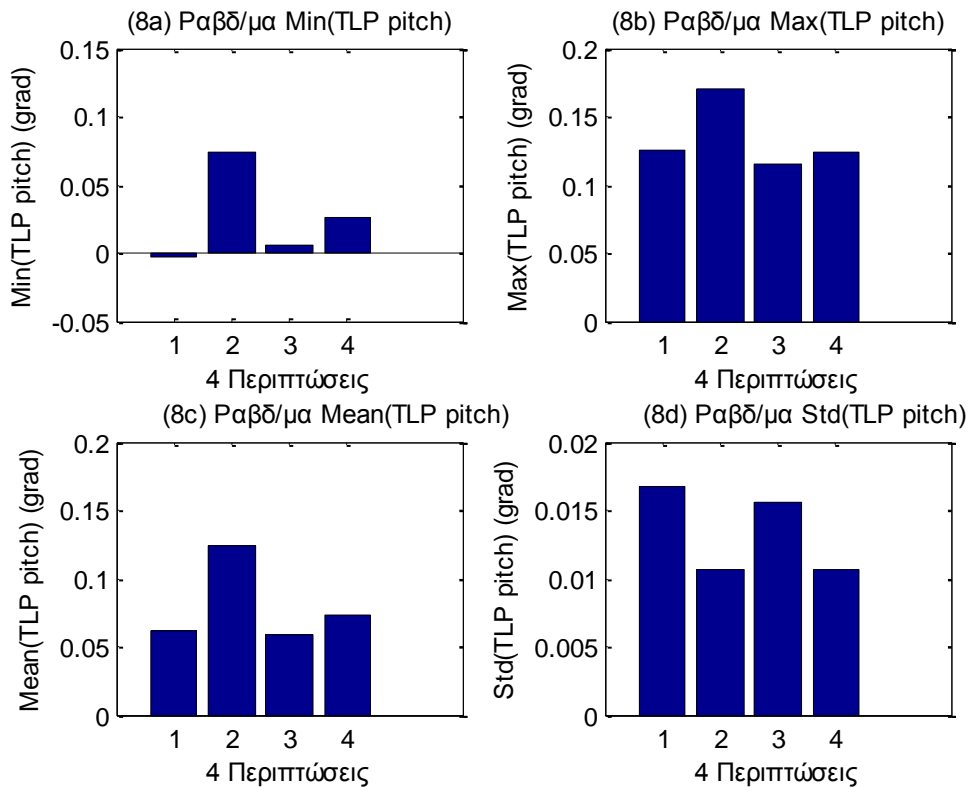 (8a) Ραβδ/μα Min(TLP pitch)
Min(TLP pitch) (grad)
0.15
0.1
0.05
0
-0.05
1 2 3 4
4 Περιπτώσεις
(8b) Ραβδ/μα Max(TLP pitch)
Max(TLP pitch) (grad)
0.2
0.15
0.1
0.05
0
1 2 3 4
4 Περιπτώσεις
(8c) Ραβδ/μα Mean(TLP pitch)
Mean(TLP pitch) (grad)
0.2
0.15
0.1
0.05
0
1 2 3 4
4 Περιπτώσεις
(8d) Ραβδ/μα Std(TLP pitch)
Std(TLP pitch) (grad)
0.02
0.015
0.01
0.005
0
1 2 3 4
4 Περιπτώσεις